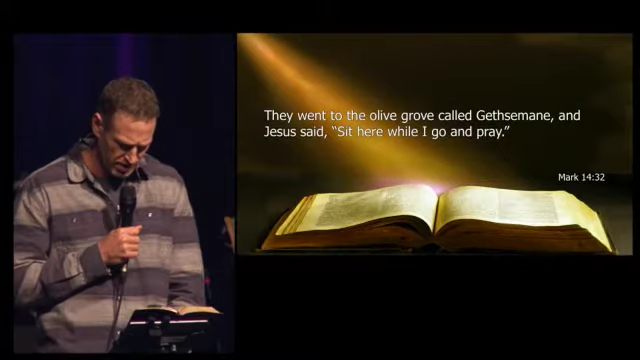 They went to the olive grove called Gethsemane, and
Jesus said, “Sit here while I go and pray.”
Mark 14:32